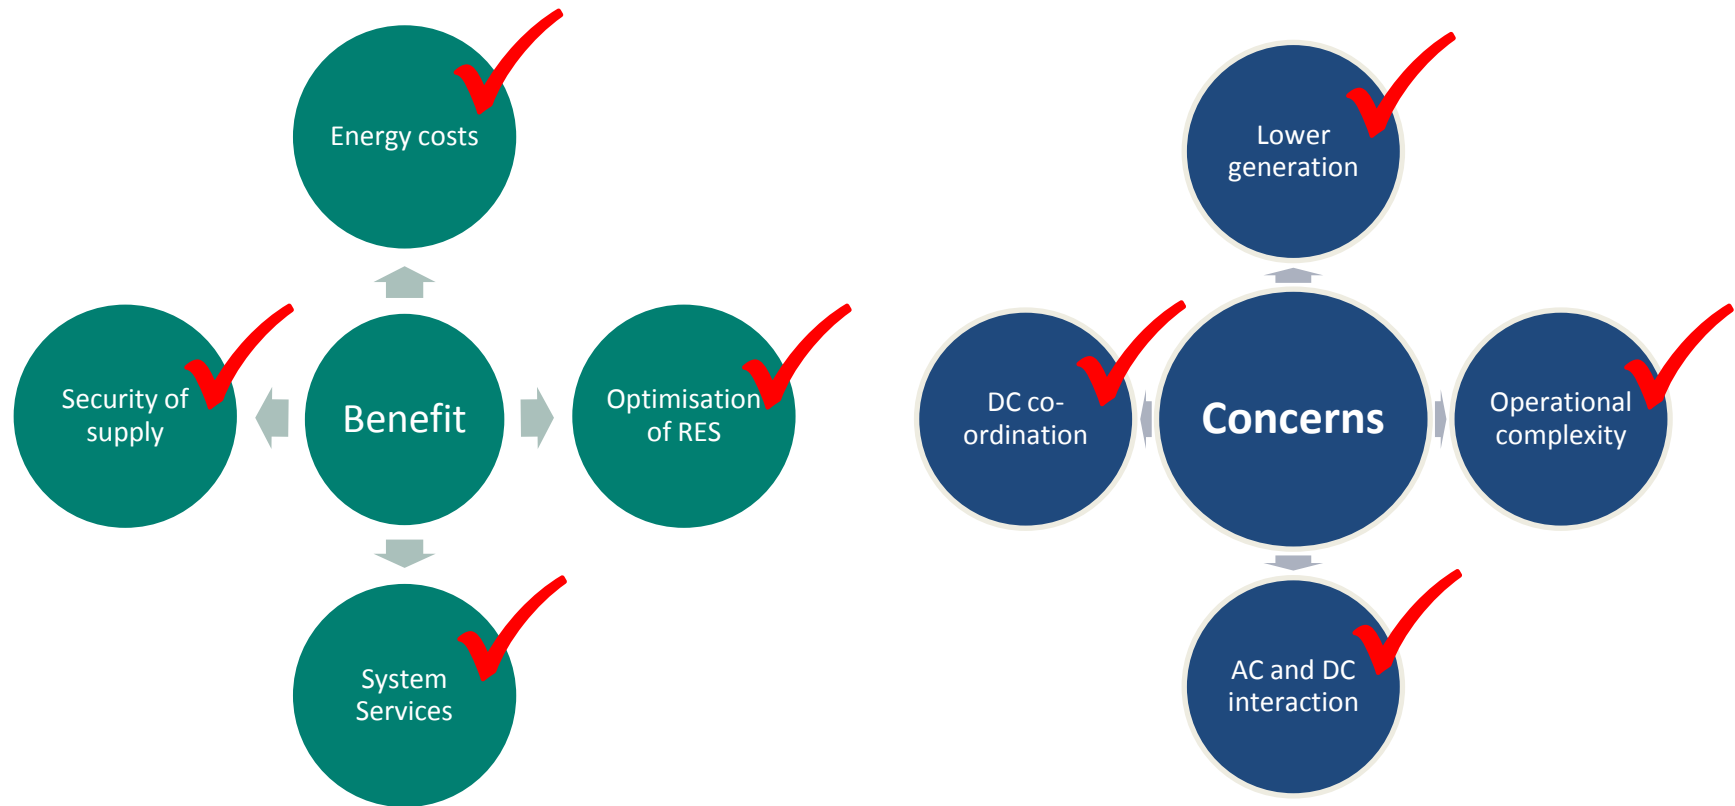 Energy costs
Security of
supply
Benefit
Optimisation
of RES
System
Services
Lower
generation
DC co-
ordination
Concerns
Operational
complexity
AC and DC
interaction